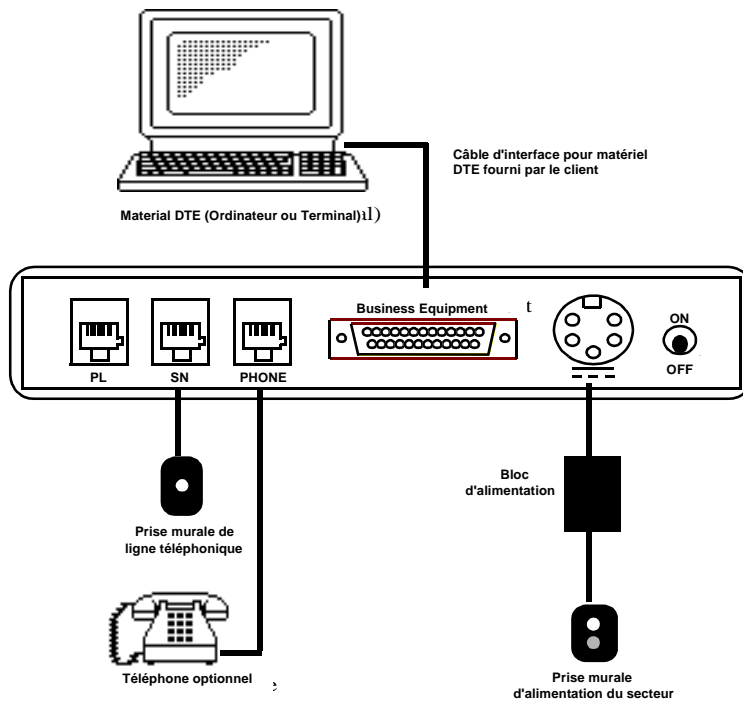 Câble d'interface pour matériel
DTE fourni par le client
Material DTE (Ordinateur ou Terminal)al)
Business Equipment t
ON
OFF
PL
SN
PHONE
Bloc
d'alimentation
Prise murale de
ligne téléphonique
Téléphone optionnel e
Prise murale
d'alimentation du secteur